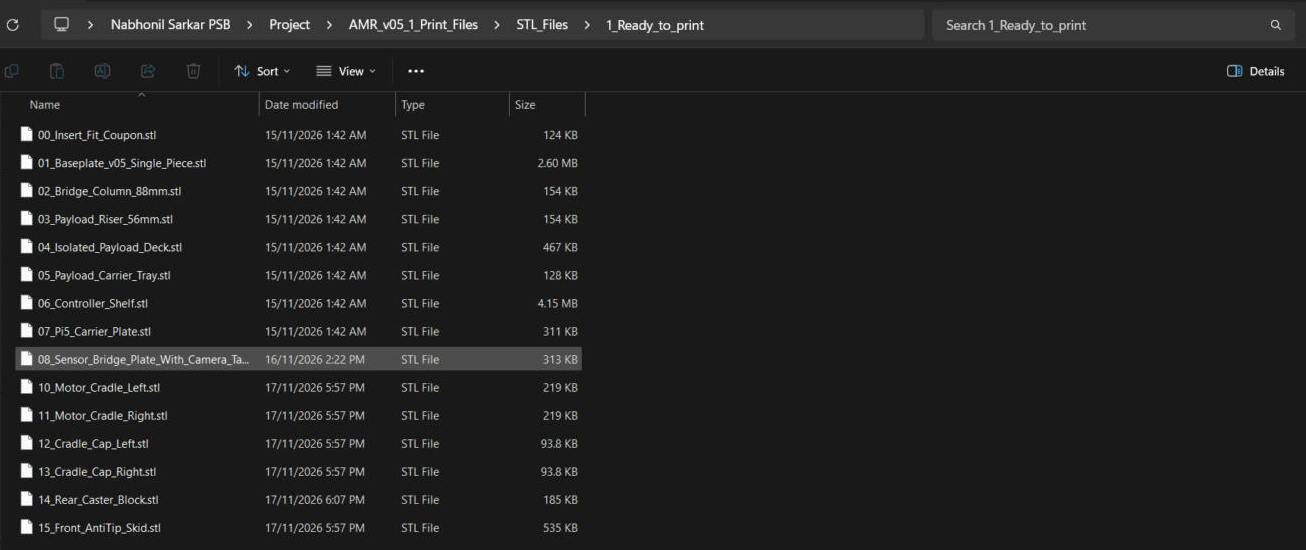 Nabhonil Sarkar PSB > Project > AMR_v05_1_Print_Files > STL_Files > 1_Ready_to_print Search 1_Ready_to_print
Sort View ... Details
Name Date modified Type Size
00_Insert_Fit_Coupon.stl 15/11/2026 1:42 AM STL File 124 KB
01_Baseplate_v05_Single_Piece.stl 15/11/2026 1:42 AM STL File 2.60 MB
02_Bridge_Column_88mm.stl 15/11/2026 1:42 AM STL File 154 KB
03_Payload_Riser_56mm.stl 15/11/2026 1:42 AM STL File 154 KB
04_Isolated_Payload_Deck.stl 15/11/2026 1:42 AM STL File 467 KB
05_Payload_Carrier_Tray.stl 15/11/2026 1:42 AM STL File 128 KB
06_Controller_Shelf.stl 15/11/2026 1:42 AM STL File 4.15 MB
07_Pi5_Carrier_Plate.stl 15/11/2026 1:42 AM STL File 311 KB
08_Sensor_Bridge_Plate_With_Camera_Ta... 16/11/2026 2:22 PM STL File 313 KB
10_Motor_Cradle_Left.stl 17/11/2026 5:57 PM STL File 219 KB
11_Motor_Cradle_Right.stl 17/11/2026 5:57 PM STL File 219 KB
12_Cradle_Cap_Left.stl 17/11/2026 5:57 PM STL File 93.8 KB
13_Cradle_Cap_Right.stl 17/11/2026 5:57 PM STL File 93.8 KB
14_Rear_Caster_Block.stl 17/11/2026 6:07 PM STL File 185 KB
15_Front_AntiTip_Skid.stl 17/11/2026 5:57 PM STL File 535 KB